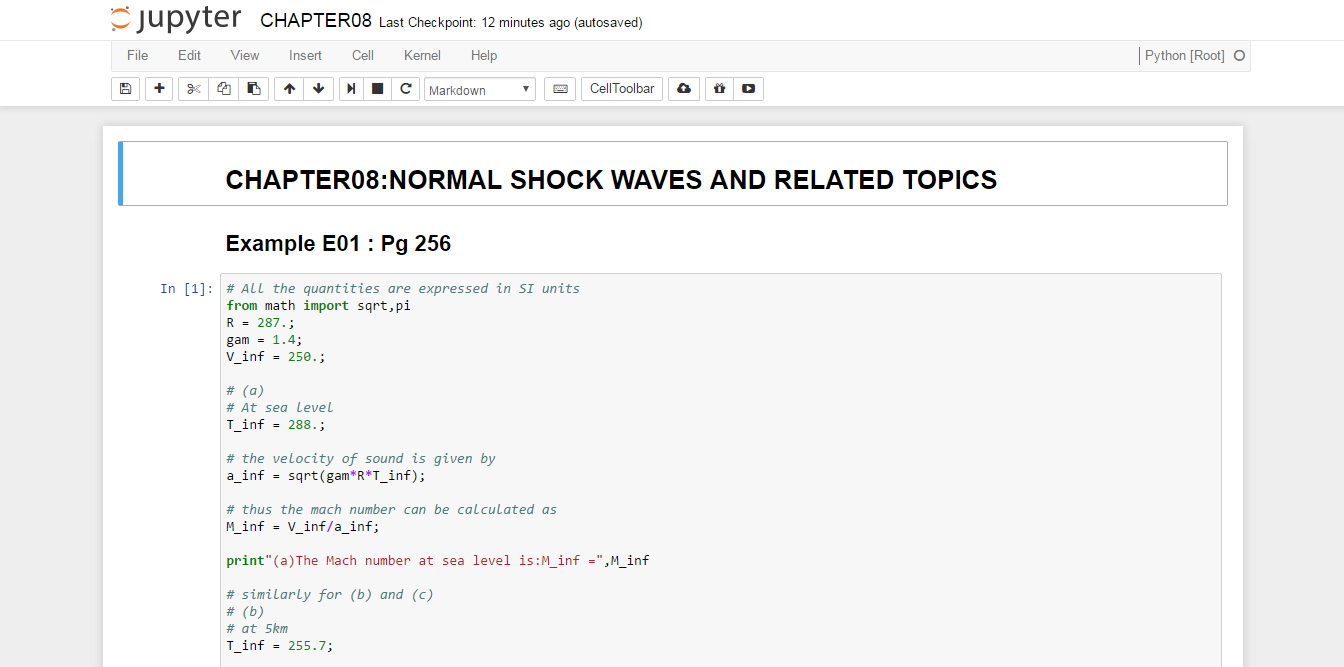 jupyter CHAPTER08 Last Checkpoint: 12 minutes ago (autosaved)
File Edit View Insert Cell Kernel Help Python [Root]
Markdown CellToolbar
CHAPTER08:NORMAL SHOCK WAVES AND RELATED TOPICS
Example E01 : Pg 256
In [1]: # All the quantities are expressed in SI units
from math import sqrt,pi
R = 287.;
gam = 1.4;
V_inf = 250.;
# (a)
# At sea level
T_inf = 288.;
# the velocity of sound is given by
a_inf = sqrt(gam*R*T_inf);
# thus the mach number can be calculated as
M_inf = V_inf/a_inf;
print"(a)The Mach number at sea level is:M_inf =",M_inf
# similarly for (b) and (c)
# (b)
# at 5km
T_inf = 255.7;